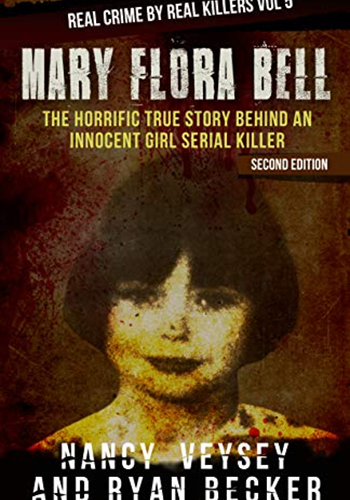 REAL CRIME BY REAL KILLERS VOL 5
MARY FLORA BELL
THE HORRIFIC TRUE STORY BEHIND AN
INNOCENT GIRL SERIAL KILLER
SECOND EDITION
NANCY VEYSEY
AND RYAN BECKER